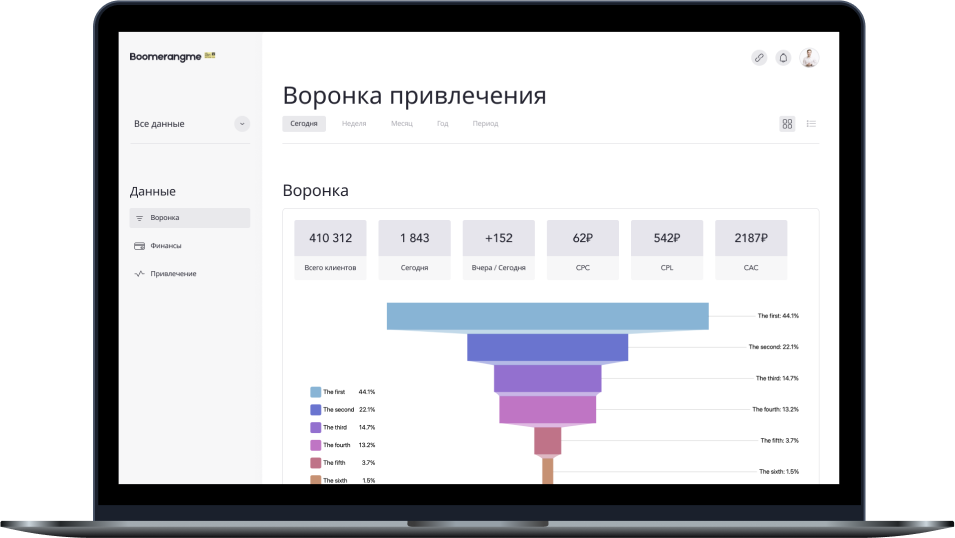 Boomerangme
Все данные
Данные
Воронка
Финансы
Привлечение
Воронка привлечения
Сегодня Неделя Месяц Год Период
Воронка
410 312 1 843 +152 62₽ 542₽ 2187₽
Всего клиентов Сегодня Вчера / Сегодня CPC CPL CAC
The first: 44.1%
The second: 22.1%
The third: 14.7%
The fourth: 13.2%
The fifth: 3.7%
The sixth: 1.5%
The first 44.1%
The second 22.1%
The third 14.7%
The fourth 13.2%
The fifth 3.7%
The sixth 1.5%